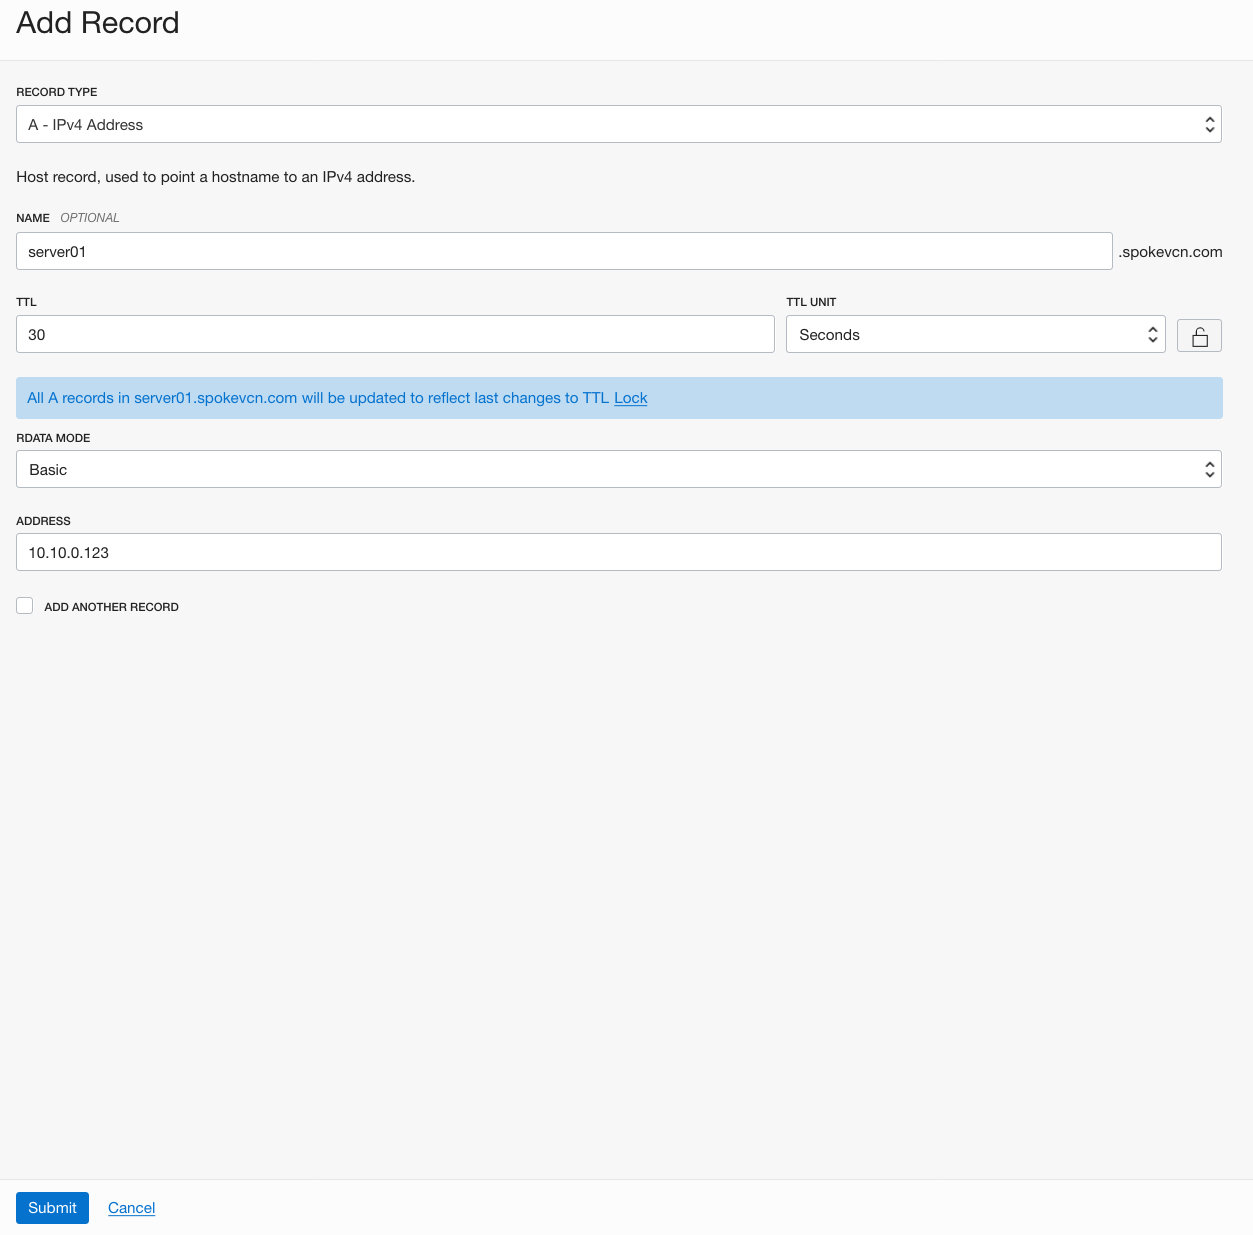 Add Record
RECORD TYPE
A - IPv4 Address
Host record, used to point a hostname to an IPv4 address.
NAME OPTIONAL
server01 .spokevcn.com
TTL TTL UNIT
30 Seconds
All A records in server01.spokevcn.com will be updated to reflect last changes to TTL Lock
RDATA MODE
Basic
ADDRESS
10.10.0.123
ADD ANOTHER RECORD
Submit Cancel